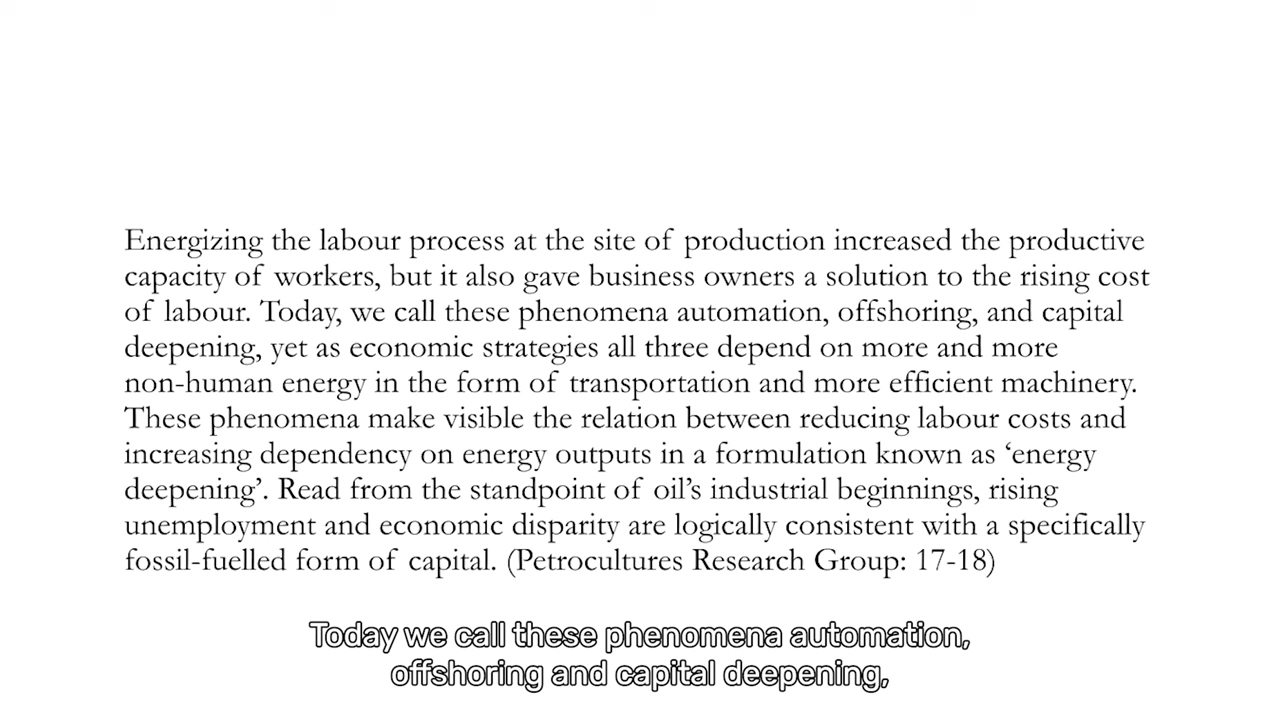 Energizing the labour process at the site of production increased the productive
capacity of workers, but it also gave business owners a solution to the rising cost
of labour. Today, we call these phenomena automation, offshoring, and capital
deepening, yet as economic strategies all three depend on more and more
non-human energy in the form of transportation and more efficient machinery.
These phenomena make visible the relation between reducing labour costs and
increasing dependency on energy outputs in a formulation known as ‘energy
deepening’. Read from the standpoint of oil’s industrial beginnings, rising
unemployment and economic disparity are logically consistent with a specifically
fossil-fuelled form of capital. (Petrocultures Research Group: 17-18)
Today we call these phenomena automation,
offshoring and capital deepening,